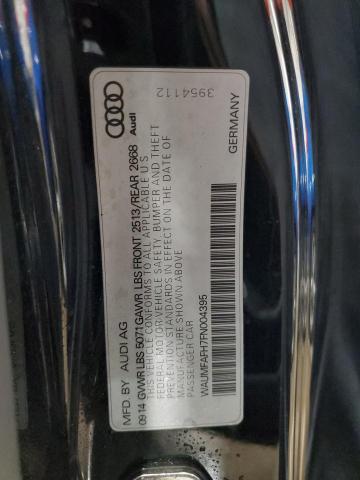 Audi
3954112
MFD. BY AUDI AG
0914 GVWR LBS 5071 GAWR LBS FRONT 2513/REAR 2668
THIS VEHICLE CONFORMS TO ALL APPLICABLE U S
FEDERAL MOTOR VEHICLE SAFETY, BUMPER AND THEFT
PREVENTION STANDARDS IN EFFECT ON THE DATE OF
MANUFACTURE SHOWN ABOVE
PASSENGER CAR
WAUMFAFH7FN004395
GERMANY